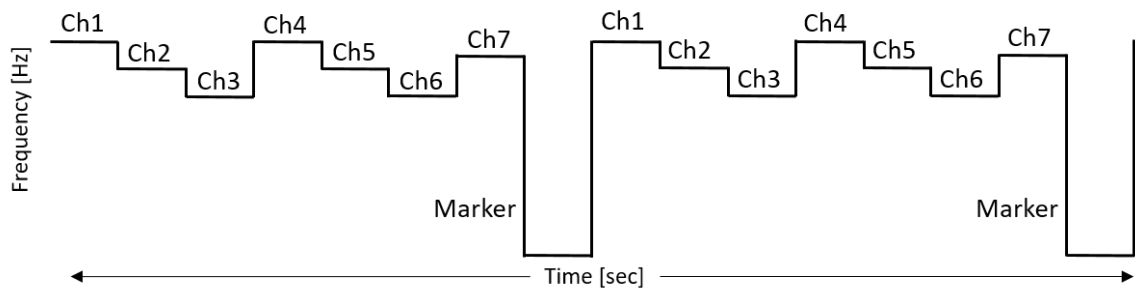 Ch1
Ch2
Ch3
Ch4
Ch5
Ch6
Ch7
Marker
Ch1
Ch2
Ch3
Ch4
Ch5
Ch6
Ch7
Marker
Frequency [Hz]
Time [sec]